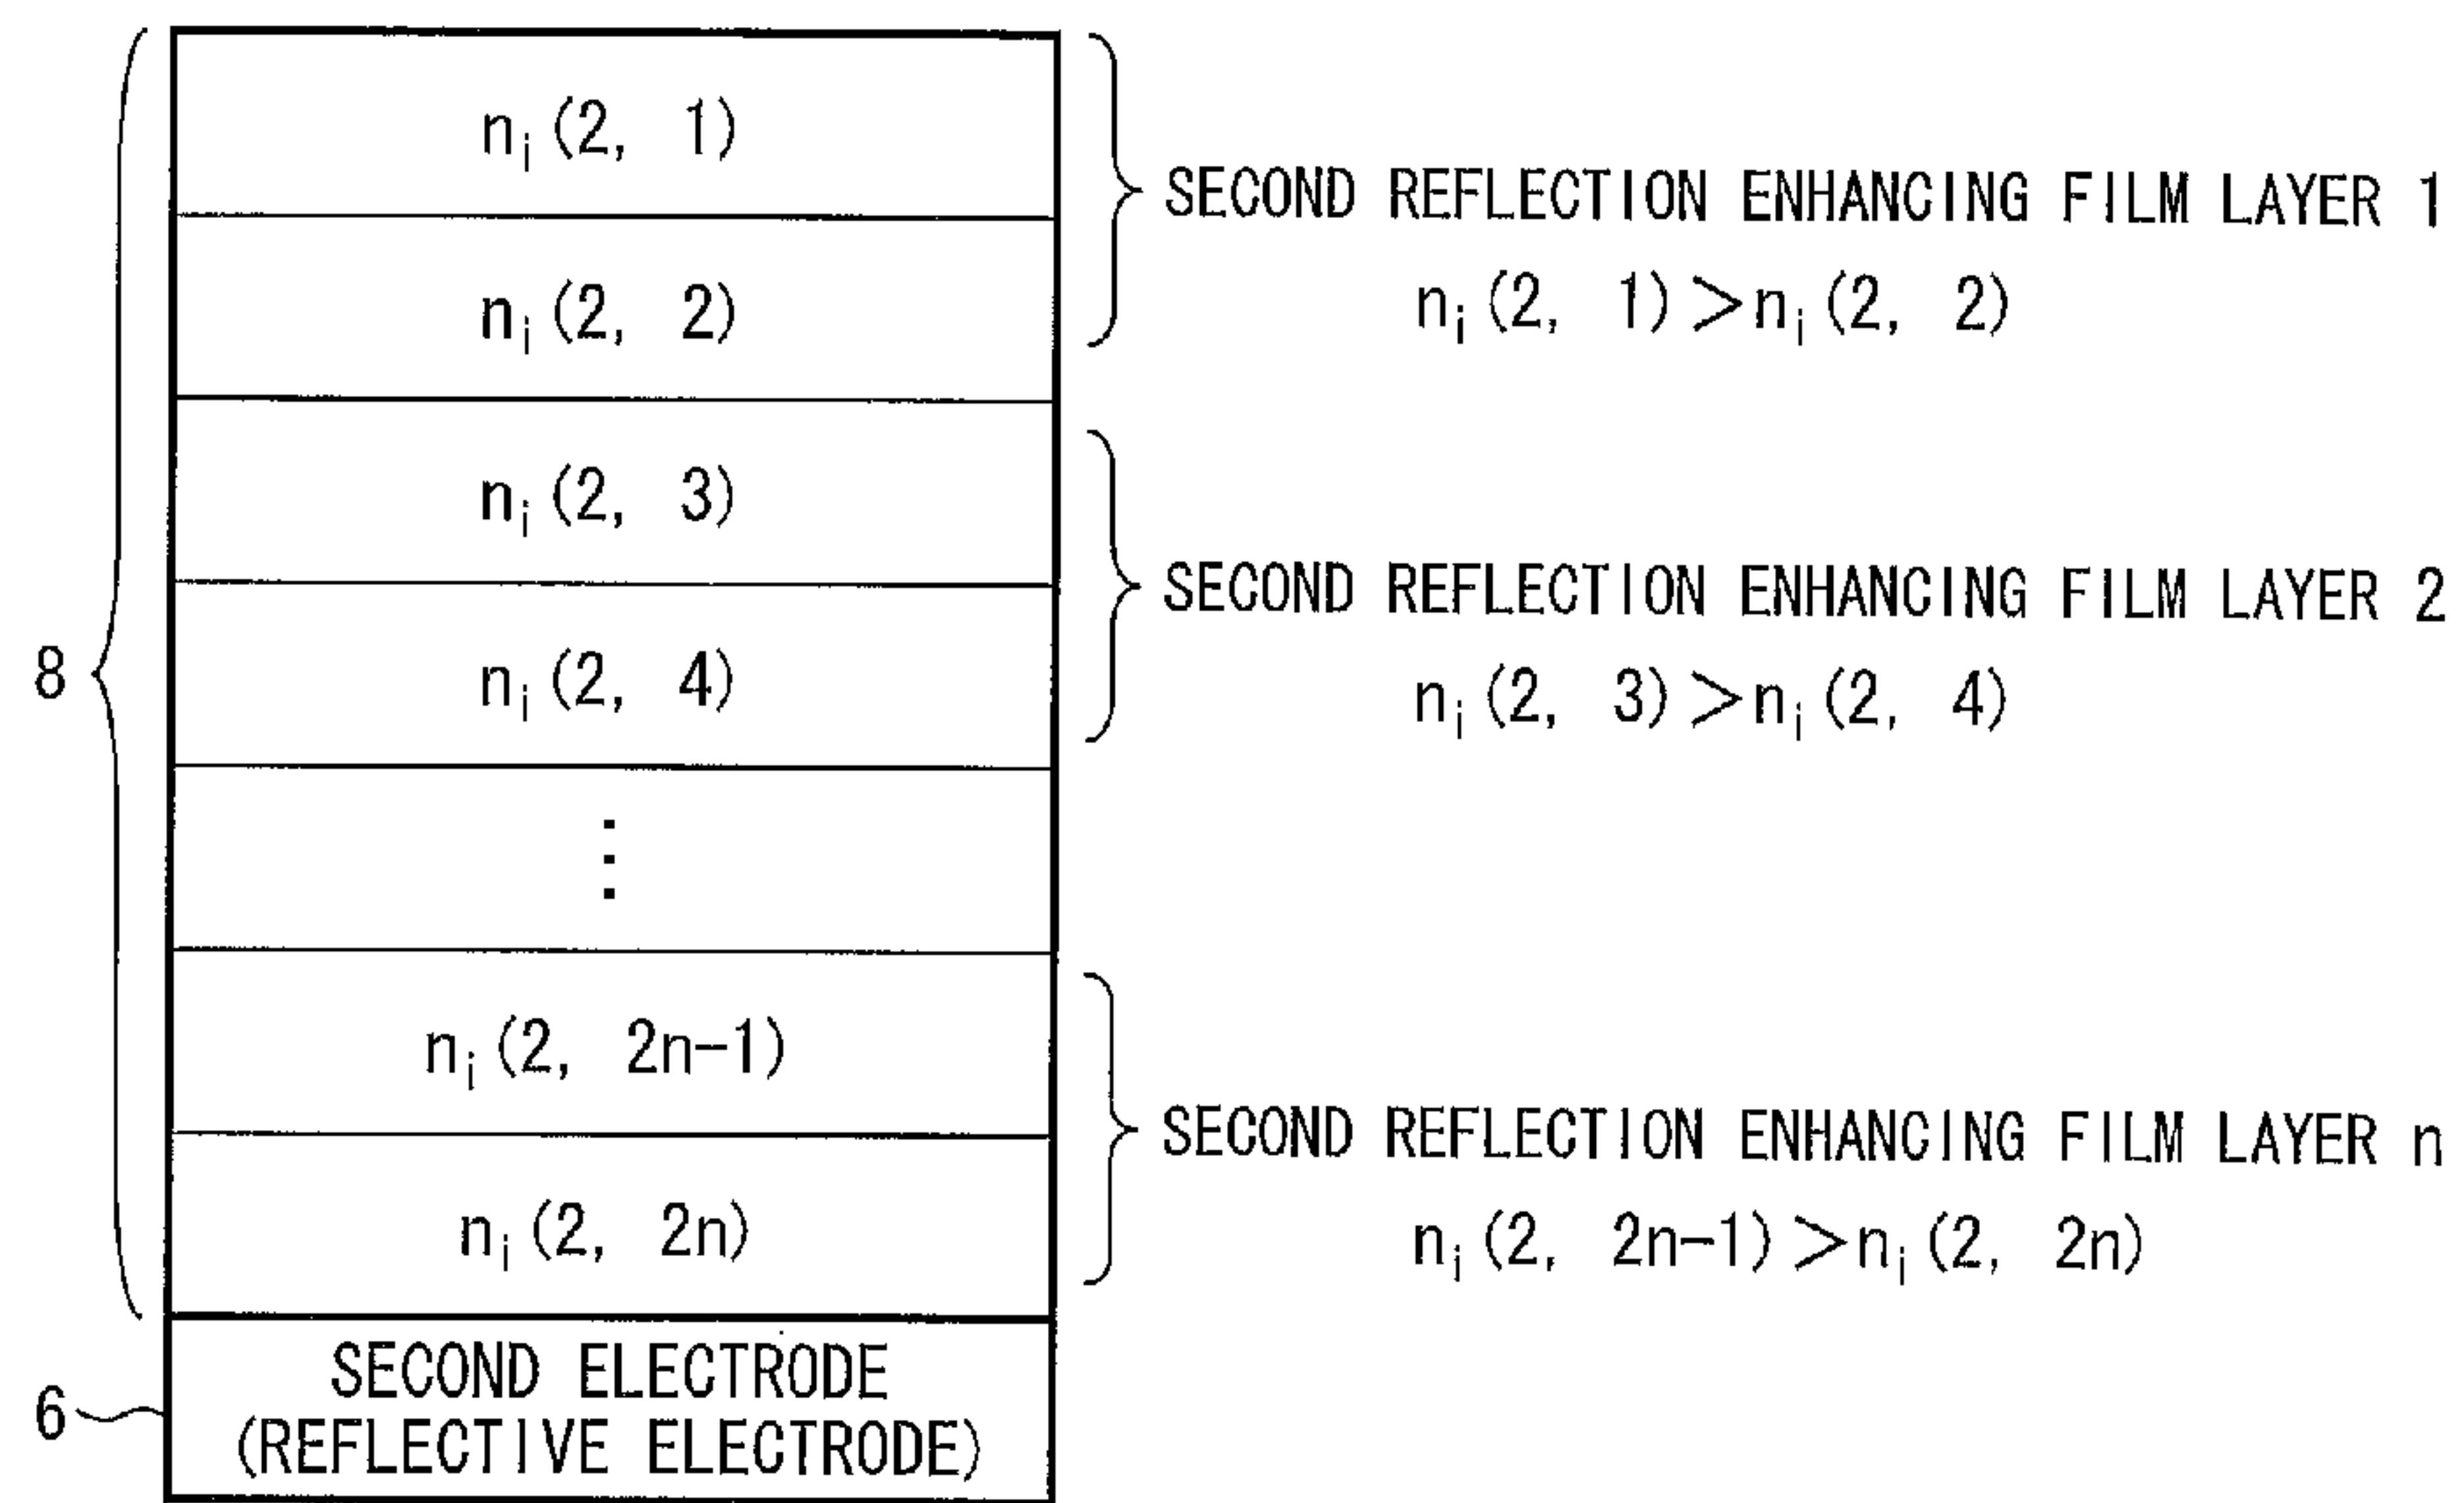 n_i (2, 1)
n_i (2, 2)
SECOND REFLECTION ENHANCING FILM LAYER 1
n_i (2, 1) > n_i (2, 2)
n_i (2, 3)
n_i (2, 4)
SECOND REFLECTION ENHANCING FILM LAYER 2
n_i (2, 3) > n_i (2, 4)
8
⋮
n_i (2, 2n-1)
n_i (2, 2n)
SECOND REFLECTION ENHANCING FILM LAYER n
n_i (2, 2n-1) > n_i (2, 2n)
6
SECOND ELECTRODE
(REFLECTIVE ELECTRODE)